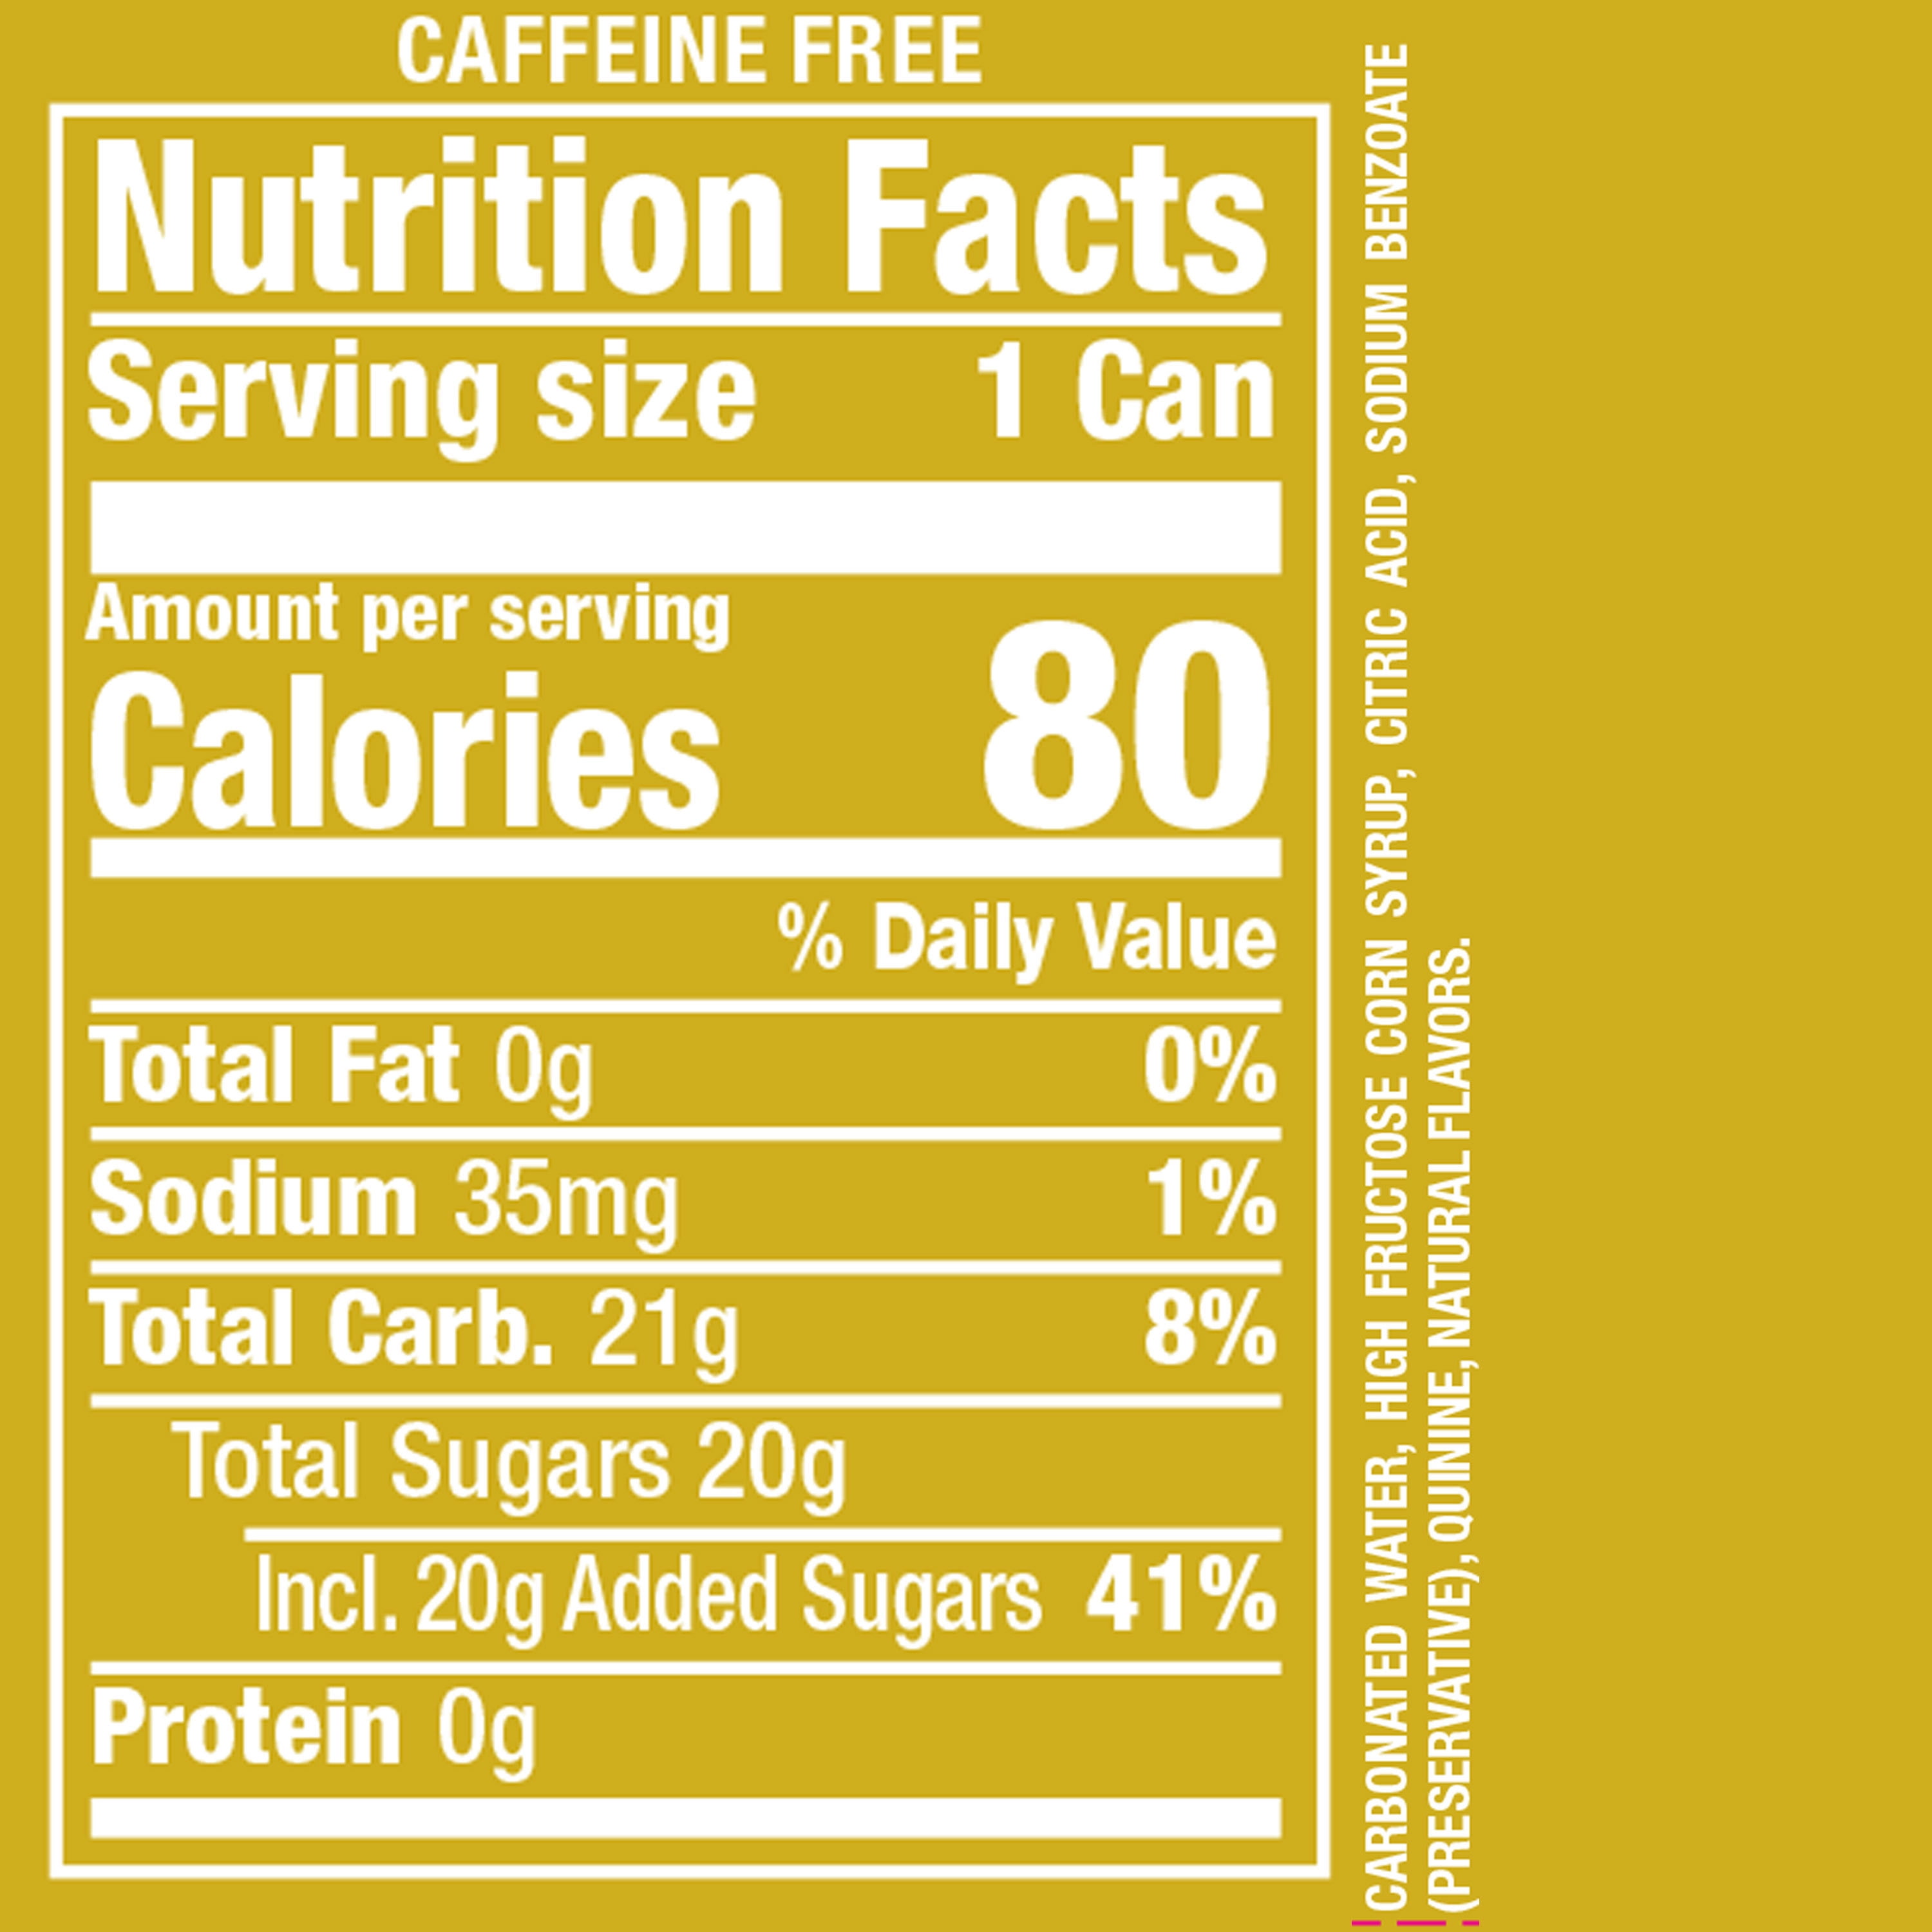 CAFFEINE FREE
Nutrition Facts
Serving size 1 Can
Amount per serving
Calories 80
% Daily Value
Total Fat 0g 0%
Sodium 35mg 1%
Total Carb. 21g 8%
Total Sugars 20g
Incl. 20g Added Sugars 41%
Protein 0g
CARBONATED WATER, HIGH FRUCTOSE CORN SYRUP, CITRIC ACID, SODIUM BENZOATE
(PRESERVATIVE), QUININE, NATURAL FLAVORS.